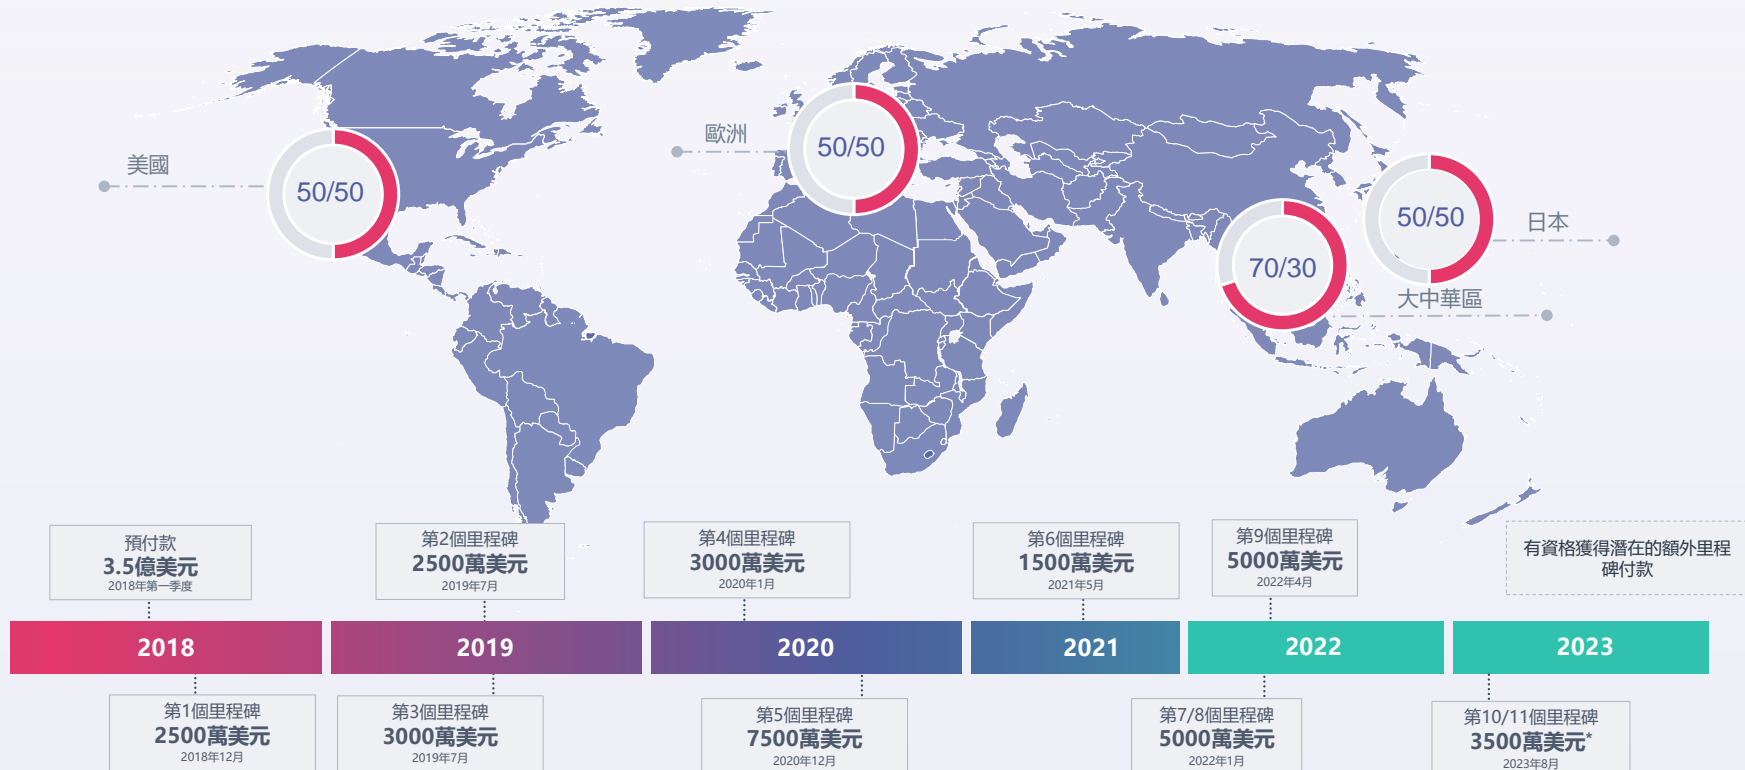 美國
50/50
歐洲
50/50
50/50
日本
70/30
大中華區
預付款
3.5億美元
2018年第一季度
第2個里程碑
2500萬美元
2019年7月
第4個里程碑
3000萬美元
2020年1月
第6個里程碑
1500萬美元
2021年5月
第9個里程碑
5000萬美元
2022年4月
有資格獲得潛在的額外里程
碑付款
2018
2019
2020
2021
2022
2023
第1個里程碑
2500萬美元
2018年12月
第3個里程碑
3000萬美元
2019年7月
第5個里程碑
7500萬美元
2020年12月
第7/8個里程碑
5000萬美元
2022年1月
第10/11個里程碑
3500萬美元*
2023年8月